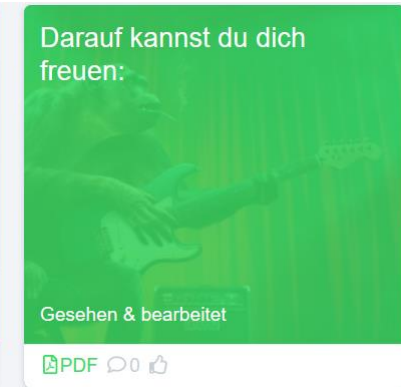 Darauf kannst du dich
freuen:
Gesehen & bearbeitet
PDF 0